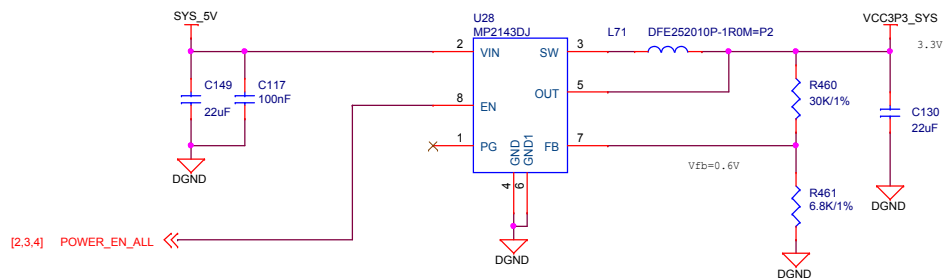 SYS_5V
U28
MP2143DJ
L71 DFE252010P-1R0M=P2
VCC3P3_SYS
3.3V
2 VIN SW 3
C149
22uF
C117
100nF
OUT 5
R460
30K/1%
8 EN
C130
22uF
1 PG FB 7
GND
GND1
Vfb=0.6V
4 6
DGND
R461
6.8K/1%
DGND
[2,3,4] POWER_EN_ALL
DGND
DGND